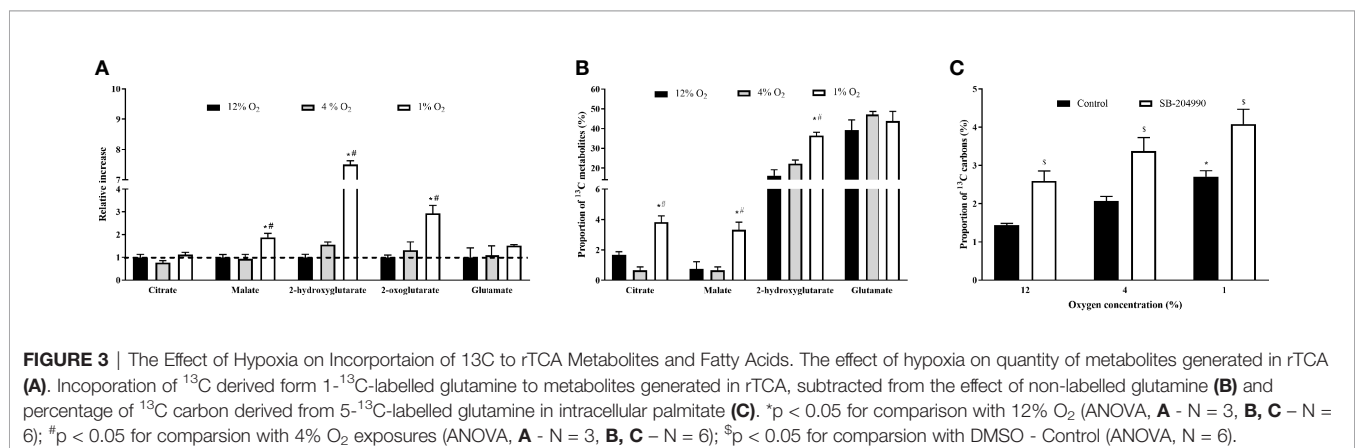 A
10
9
8
7
4
3
2
1
0
Relative increase
12% O₂
4 % O₂
1% O₂
*#
*#
*#
Citrate
Malate
2-hydroxyglutarate
2-oxoglutarate
Glutamate
B
60
50
40
30
20
10
6
4
2
0
Proportion of ¹³C metabolites (%)
12% O₂
4% O₂
1% O₂
*#
*#
*#
Citrate
Malate
2-hydroxyglutarate
Glutamate
C
5
4
3
2
1
0
Proportion of ¹³C carbons (%)
Control
SB-204990
$
$
*
$
12
4
1
Oxygen concentration (%)
FIGURE 3 | The Effect of Hypoxia on Incorportaion of 13C to rTCA Metabolites and Fatty Acids. The effect of hypoxia on quantity of metabolites generated in rTCA
(A). Incoporation of ¹³C derived form 1-¹³C-labelled glutamine to metabolites generated in rTCA, subtracted from the effect of non-labelled glutamine (B) and
percentage of ¹³C carbon derived from 5-¹³C-labelled glutamine in intracellular palmitate (C). *p < 0.05 for comparison with 12% O₂ (ANOVA, A - N = 3, B, C – N =
6); #p < 0.05 for comparsion with 4% O₂ exposures (ANOVA, A - N = 3, B, C – N = 6); $p < 0.05 for comparsion with DMSO - Control (ANOVA, N = 6).